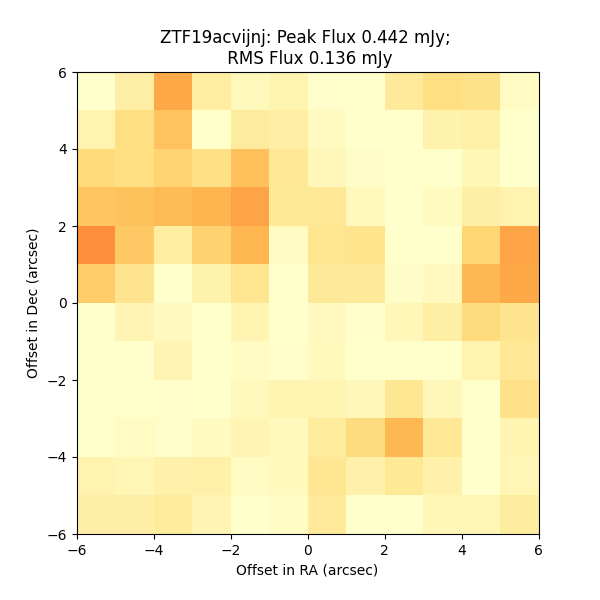 ZTF19acvijnj: Peak Flux 0.442 mJy;
RMS Flux 0.136 mJy
6
4
2
0
−2
−4
−6
Offset in Dec (arcsec)
−6 −4 −2 0 2 4 6
Offset in RA (arcsec)